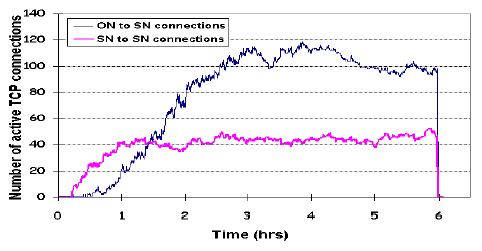 140
120
100
80
60
40
20
0
Number of active TCP connections
ON to SN connections
SN to SN connections
0 1 2 3 4 5 6
Time (hrs)